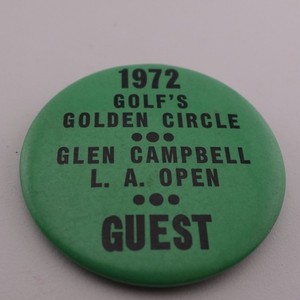 1972
GOLF'S
GOLDEN CIRCLE
GLEN CAMPBELL
L. A. OPEN
GUEST